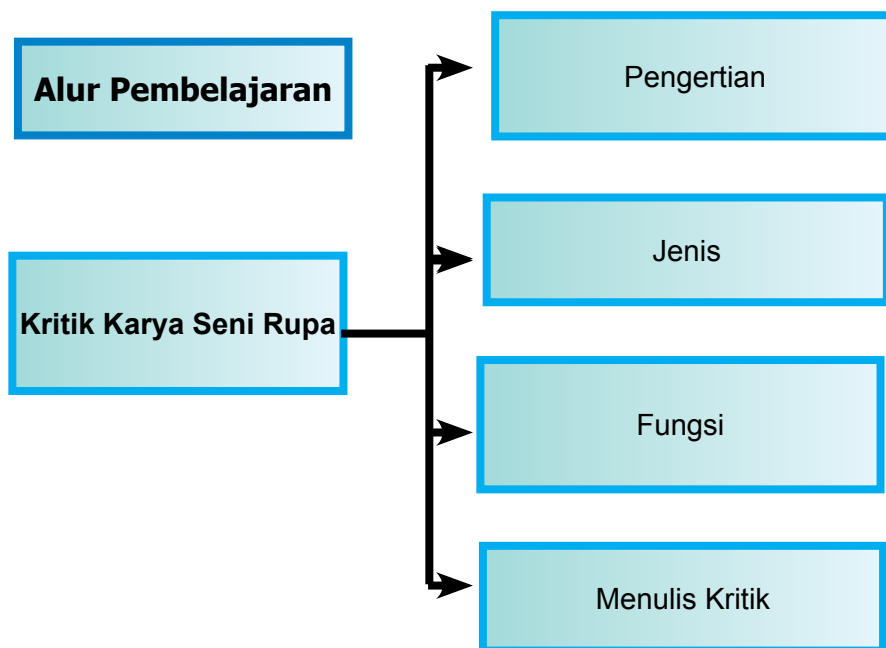 Alur Pembelajaran
Kritik Karya Seni Rupa
Pengertian
Jenis
Fungsi
Menulis Kritik